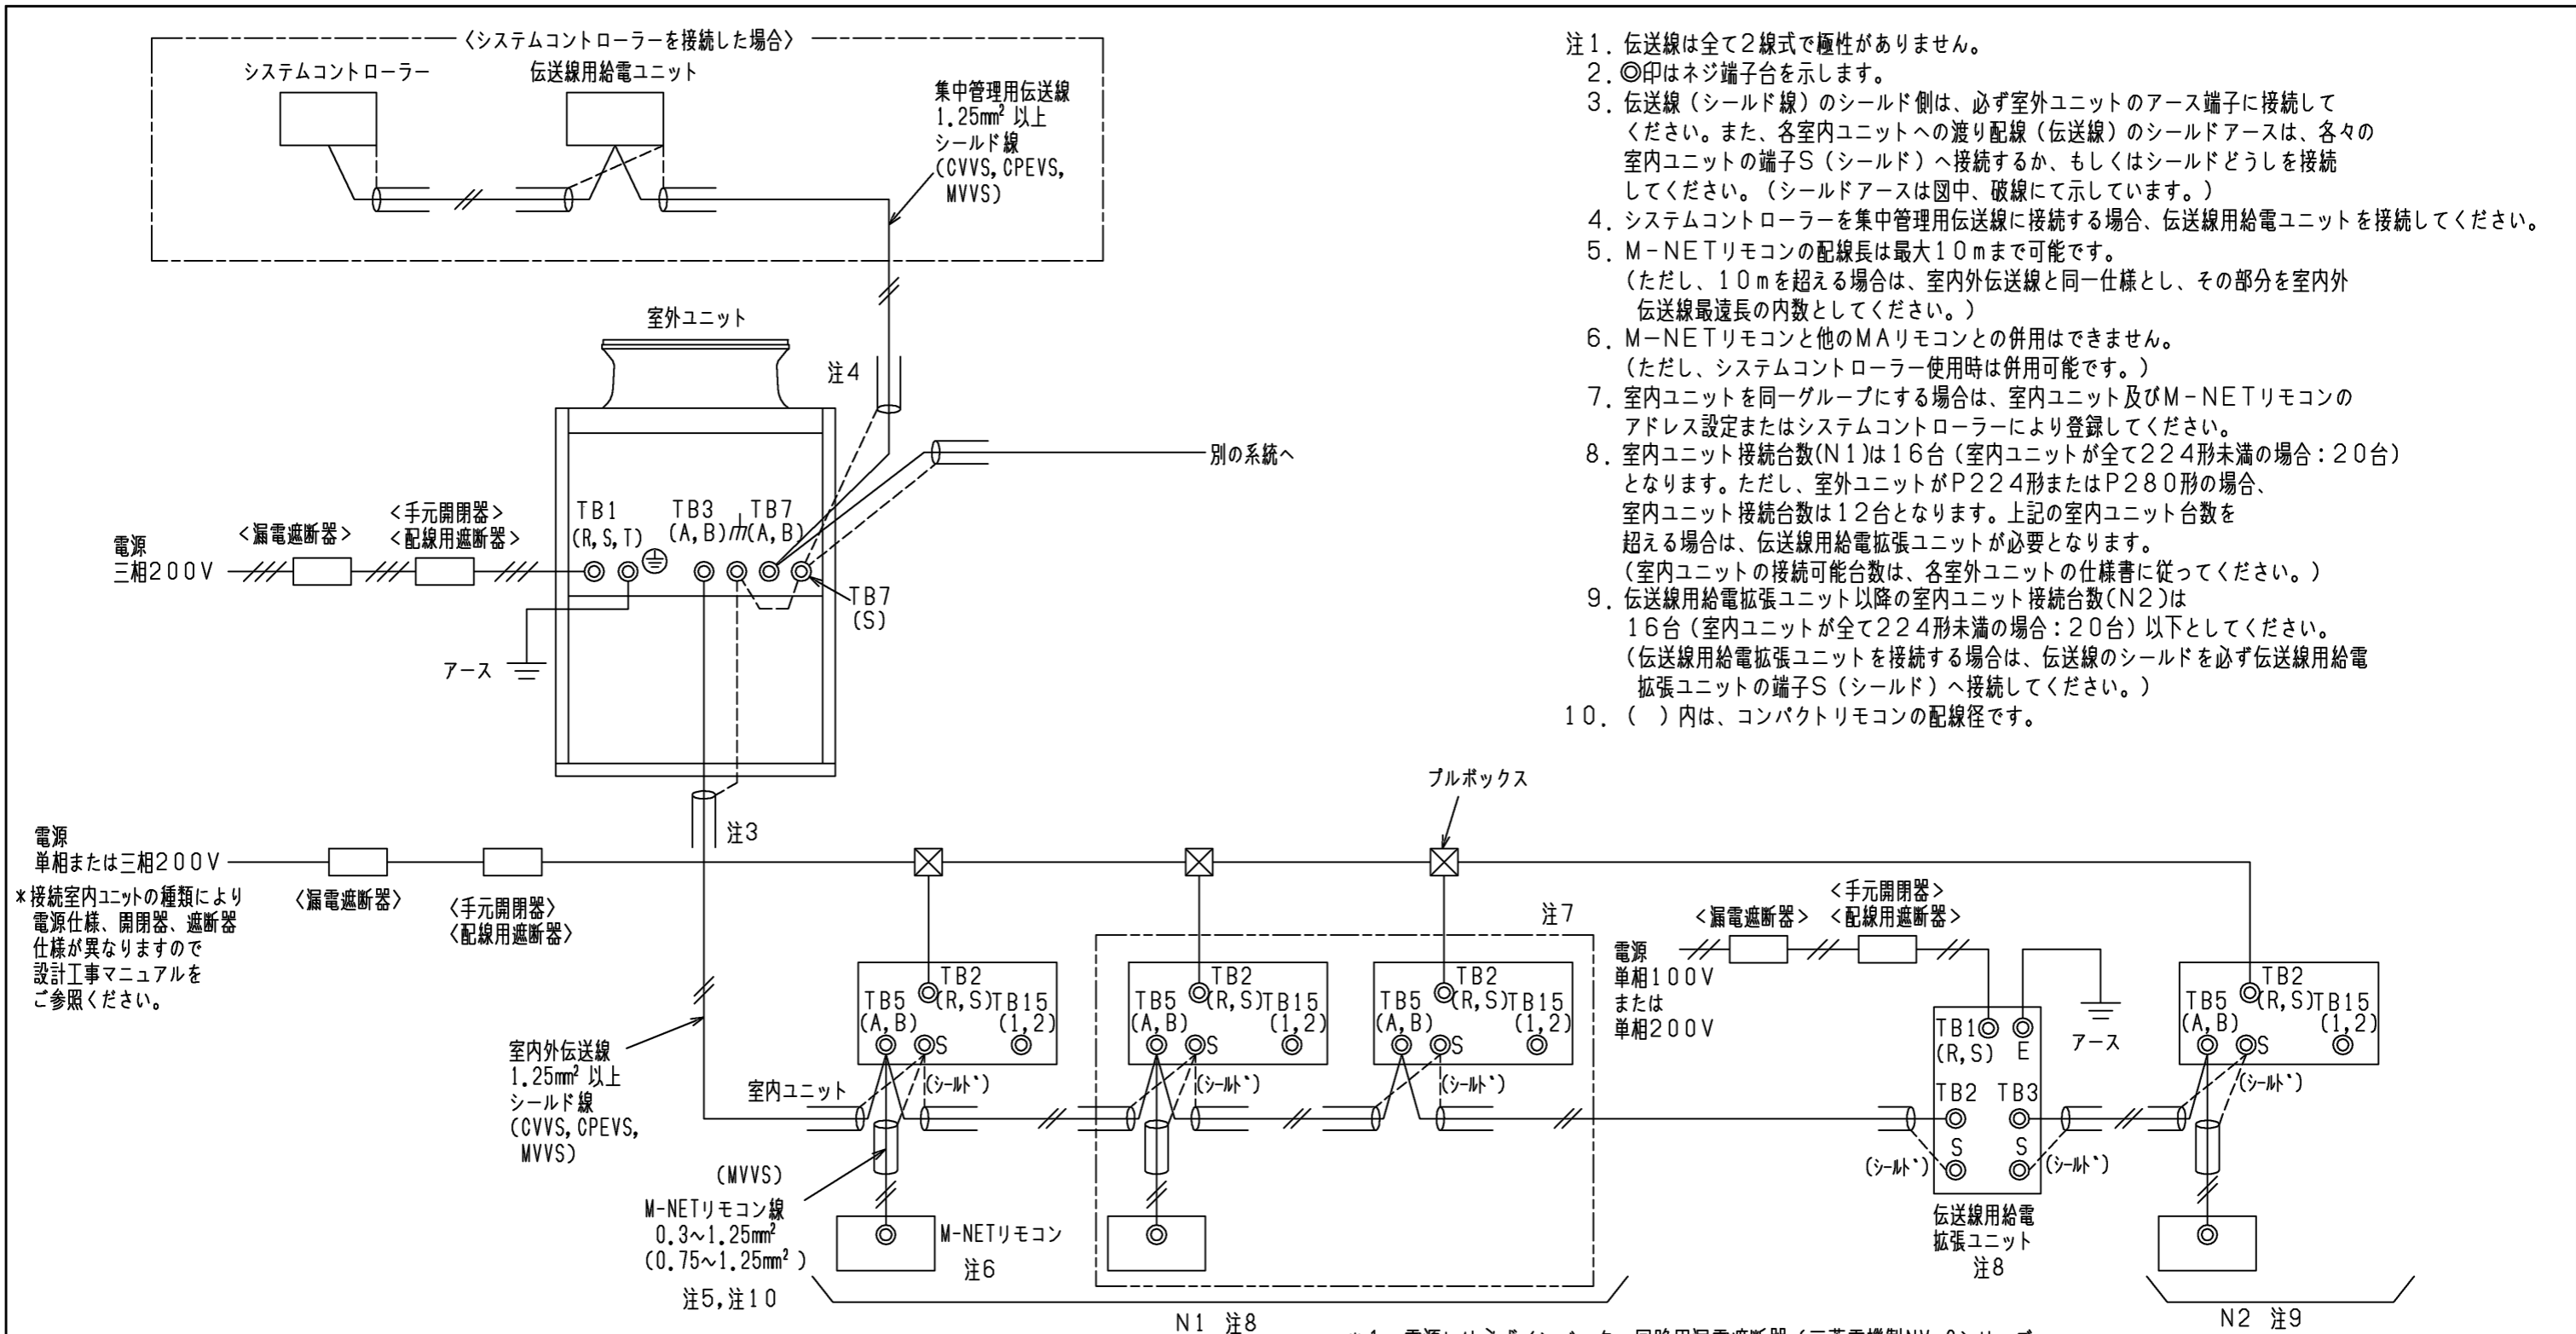 〈システムコントローラーを接続した場合〉
システムコントローラー
伝送線用給電ユニット
集中管理用伝送線
1.25mm² 以上
シールド線
(CVVS,CPEVS,
MVVS)
室外ユニット
注4
別の系統へ
TB1
(R,S,T)
TB3
(A,B)
TB7
(A,B)
TB7
(S)
電源
三相200V
<漏電遮断器>
<手元開閉器>
<配線用遮断器>
アース
注3
注1. 伝送線は全て2線式で極性がありません。
2. ◎印はネジ端子台を示します。
3. 伝送線（シールド線）のシールド側は、必ず室外ユニットのアース端子に接続して
ください。また、各室内ユニットへの渡り配線（伝送線）のシールドアースは、各々の
室内ユニットの端子S（シールド）へ接続するか、もしくはシールドどうしを接続
してください。（シールドアースは図中、破線にて示しています。）
4. システムコントローラーを集中管理用伝送線に接続する場合、伝送線用給電ユニットを接続してください。
5. M-NETリモコンの配線長は最大10mまで可能です。
（ただし、10mを超える場合は、室内外伝送線と同一仕様とし、その部分を室内外
伝送線最遠長の内数としてください。）
6. M-NETリモコンと他のMAリモコンとの併用はできません。
（ただし、システムコントローラー使用時は併用可能です。）
7. 室内ユニットを同一グループにする場合は、室内ユニット及びM-NETリモコンの
アドレス設定またはシステムコントローラーにより登録してください。
8. 室内ユニット接続台数(N1)は16台（室内ユニットが全て224形未満の場合：20台）
となります。ただし、室外ユニットがP224形またはP280形の場合、
室内ユニット接続台数は12台となります。上記の室内ユニット台数を
超える場合は、伝送線用給電拡張ユニットが必要となります。
（室内ユニットの接続可能台数は、各室外ユニットの仕様書に従ってください。）
9. 伝送線用給電拡張ユニット以降の室内ユニット接続台数(N2)は
16台（室内ユニットが全て224形未満の場合：20台）以下としてください。
（伝送線用給電拡張ユニットを接続する場合は、伝送線のシールドを必ず伝送線用給電
拡張ユニットの端子S（シールド）へ接続してください。）
10. （　）内は、コンパクトリモコンの配線径です。
プルボックス
電源
単相または三相200V
*接続室内ユニットの種類により
電源仕様、開閉器、遮断器
仕様が異なりますので
設計工事マニュアルを
ご参照ください。
〈漏電遮断器〉
〈手元開閉器〉
〈配線用遮断器〉
注7
室内外伝送線
1.25mm² 以上
シールド線
(CVVS,CPEVS,
MVVS)
室内ユニット
TB2
(R,S)
TB5
(A,B)
TB15
(1,2)
S
(シールド)
TB2
(R,S)
TB5
(A,B)
TB15
(1,2)
S
(シールド)
TB2
(R,S)
TB5
(A,B)
TB15
(1,2)
S
(シールド)
電源
単相100V
または
単相200V
<漏電遮断器>
<手元開閉器>
<配線用遮断器>
アース
TB1
(R,S)
E
TB2
TB3
S
S
(シールド)
(シールド)
伝送線用給電
拡張ユニット
注8
TB2
(R,S)
TB5
(A,B)
TB15
(1,2)
S
(シールド)
(MVVS)
M-NETリモコン線
0.3~1.25mm²
(0.75~1.25mm² )
注5,注10
M-NETリモコン
注6
N1 注8
N2 注9